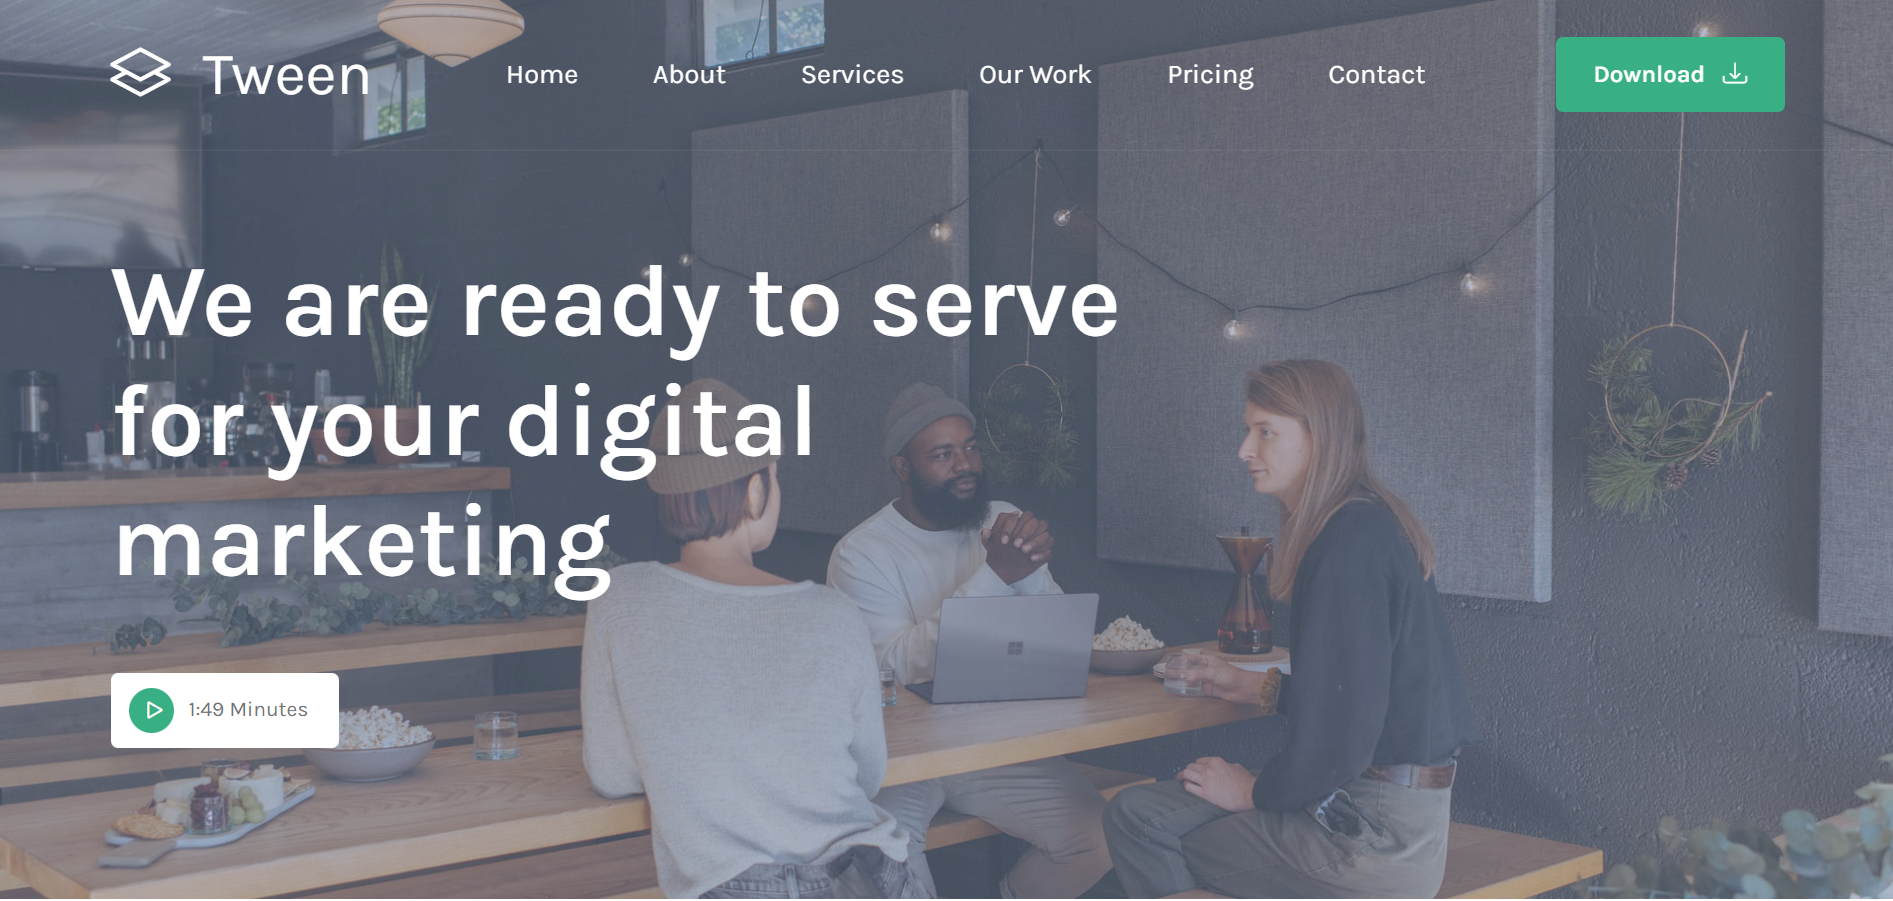 Tween
Home About Services Our Work Pricing Contact
Download
We are ready to serve
for your digital
marketing
1:49 Minutes